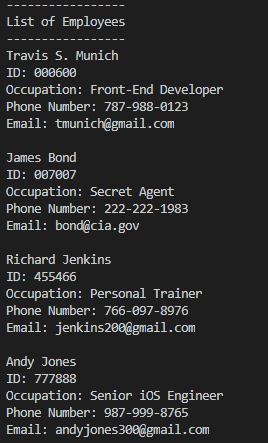 -----------------
List of Employees
-----------------
Travis S. Munich
ID: 000600
Occupation: Front-End Developer
Phone Number: 787-988-0123
Email: tmunich@gmail.com

James Bond
ID: 007007
Occupation: Secret Agent
Phone Number: 222-222-1983
Email: bond@cia.gov

Richard Jenkins
ID: 455466
Occupation: Personal Trainer
Phone Number: 766-097-8976
Email: jenkins200@gmail.com

Andy Jones
ID: 777888
Occupation: Senior iOS Engineer
Phone Number: 987-999-8765
Email: andyjones300@gmail.com